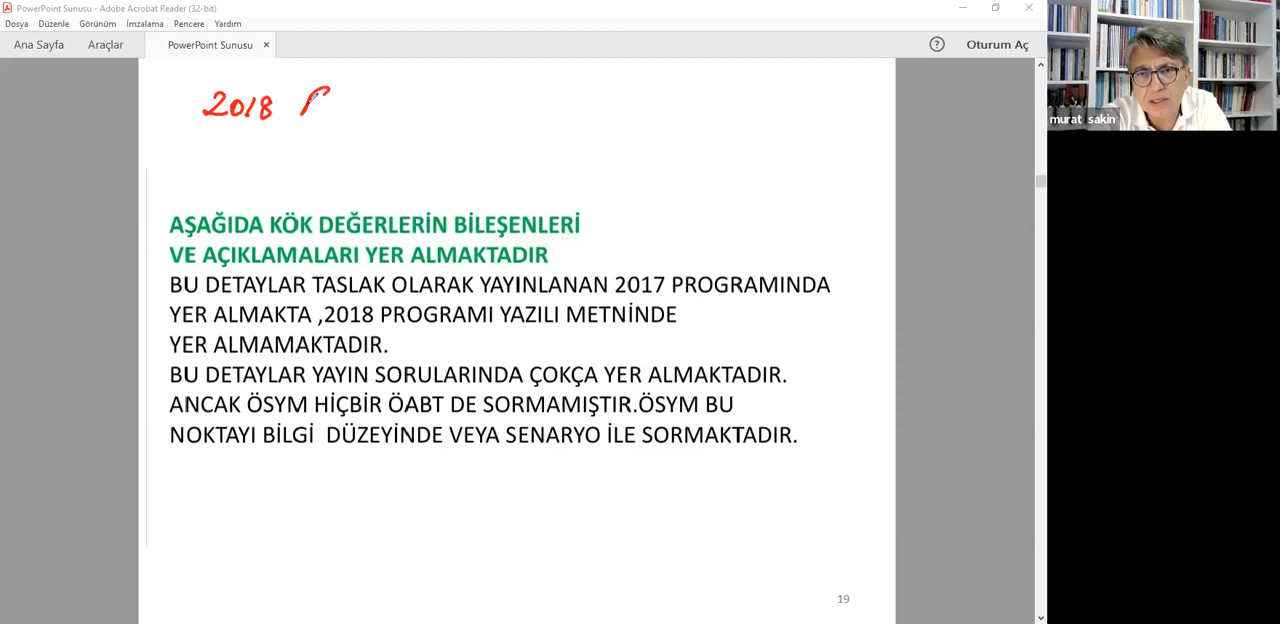 PowerPoint Sunusu - Adobe Acrobat Reader (32-bit)
Dosya Düzenle Görünüm İmzalama Pencere Yardım
Ana Sayfa Araçlar PowerPoint Sunusu × ? Oturum Aç
2018
murat sakin
AŞAĞIDA KÖK DEĞERLERİN BİLEŞENLERİ
VE AÇIKLAMALARI YER ALMAKTADIR
BU DETAYLAR TASLAK OLARAK YAYINLANAN 2017 PROGRAMINDA
YER ALMAKTA ,2018 PROGRAMI YAZILI METNİNDE
YER ALMAMAKTADIR.
BU DETAYLAR YAYIN SORULARINDA ÇOKÇA YER ALMAKTADIR.
ANCAK ÖSYM HİÇBİR ÖABT DE SORMAMIŞTIR.ÖSYM BU
NOKTAYI BİLGİ DÜZEYİNDE VEYA SENARYO İLE SORMAKTADIR.
19